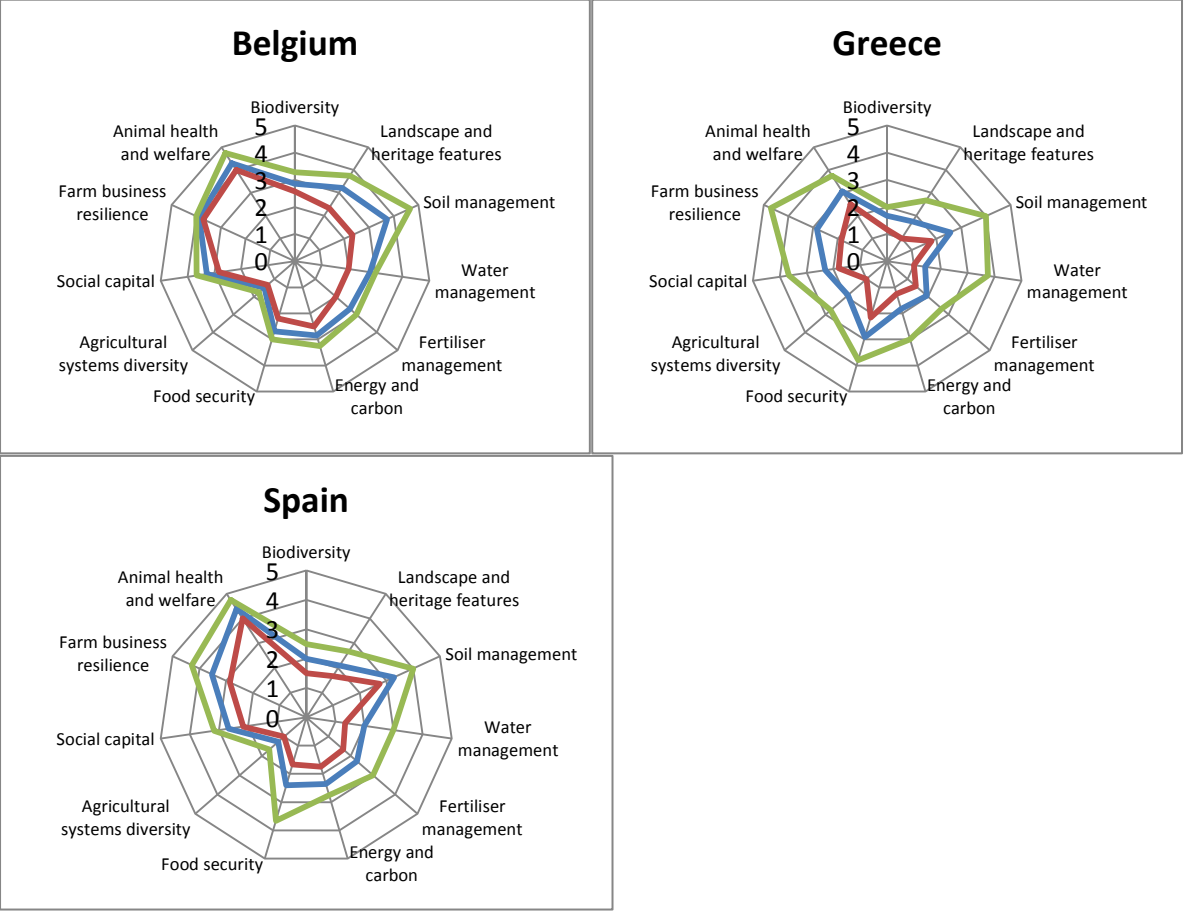 Belgium
Biodiversity
5
Animal health
and welfare
Landscape and
heritage features
4
3
Farm business
resilience
Soil management
2
1
0
Social capital
Water
management
Agricultural
systems diversity
Fertiliser
management
Food security
Energy and
carbon
Greece
Biodiversity
5
Animal health
and welfare
Landscape and
heritage features
4
3
Farm business
resilience
Soil management
2
1
0
Social capital
Water
management
Agricultural
systems diversity
Fertiliser
management
Food security
Energy and
carbon
Spain
Biodiversity
5
Animal health
and welfare
Landscape and
heritage features
4
3
Farm business
resilience
Soil management
2
1
0
Social capital
Water
management
Agricultural
systems diversity
Fertiliser
management
Food security
Energy and
carbon